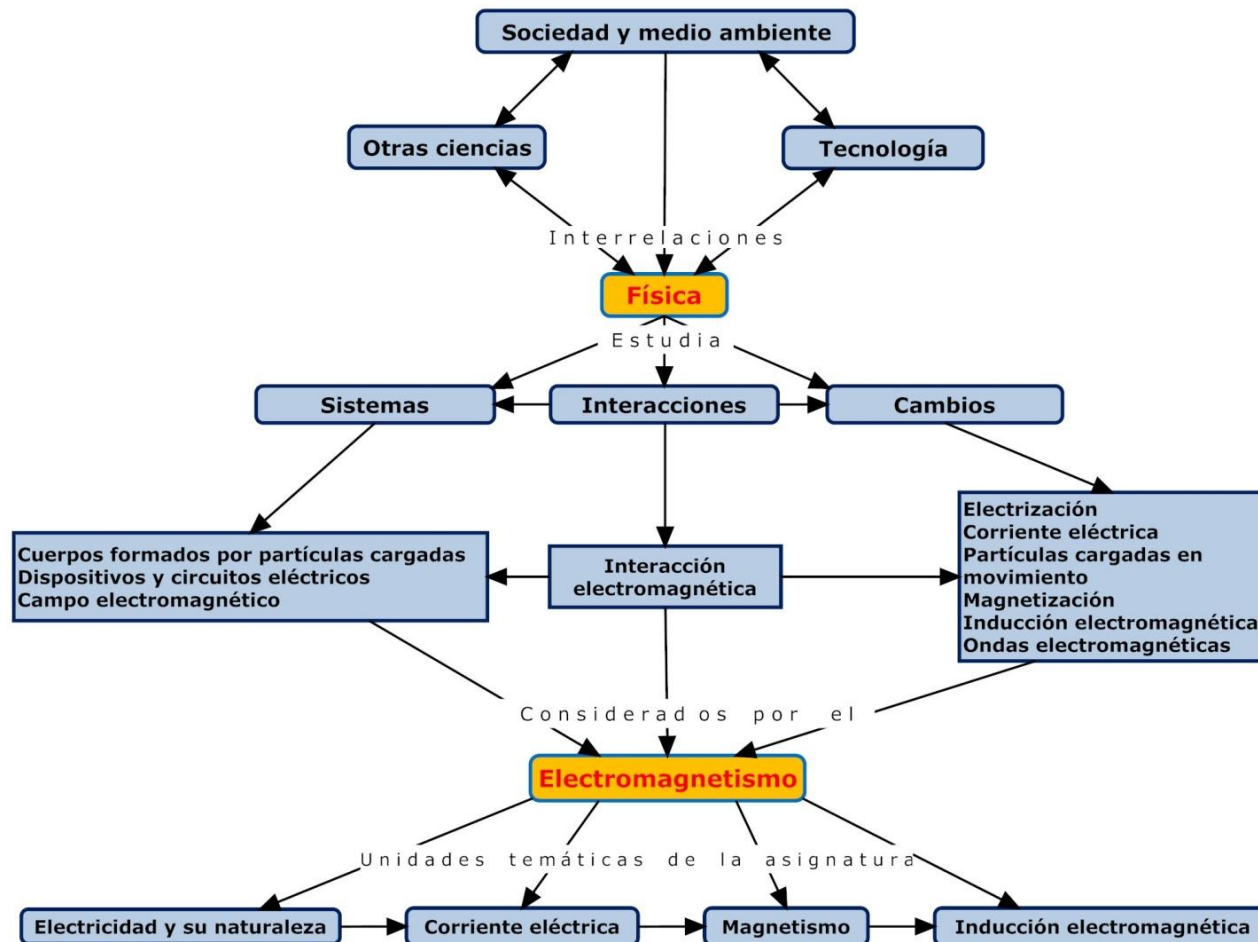 Sociedad y medio ambiente
Otras ciencias
Tecnología
Interrelaciones
Física
Estudia
Sistemas
Interacciones
Cambios
Cuerpos formados por partículas cargadas
Dispositivos y circuitos eléctricos
Campo electromagnético
Interacción
electromagnética
Electrización
Corriente eléctrica
Partículas cargadas en
movimiento
Magnetización
Inducción electromagnética
Ondas electromagnéticas
Considerados por el
Electromagnetismo
Unidades temáticas de la asignatura
Electricidad y su naturaleza
Corriente eléctrica
Magnetismo
Inducción electromagnética